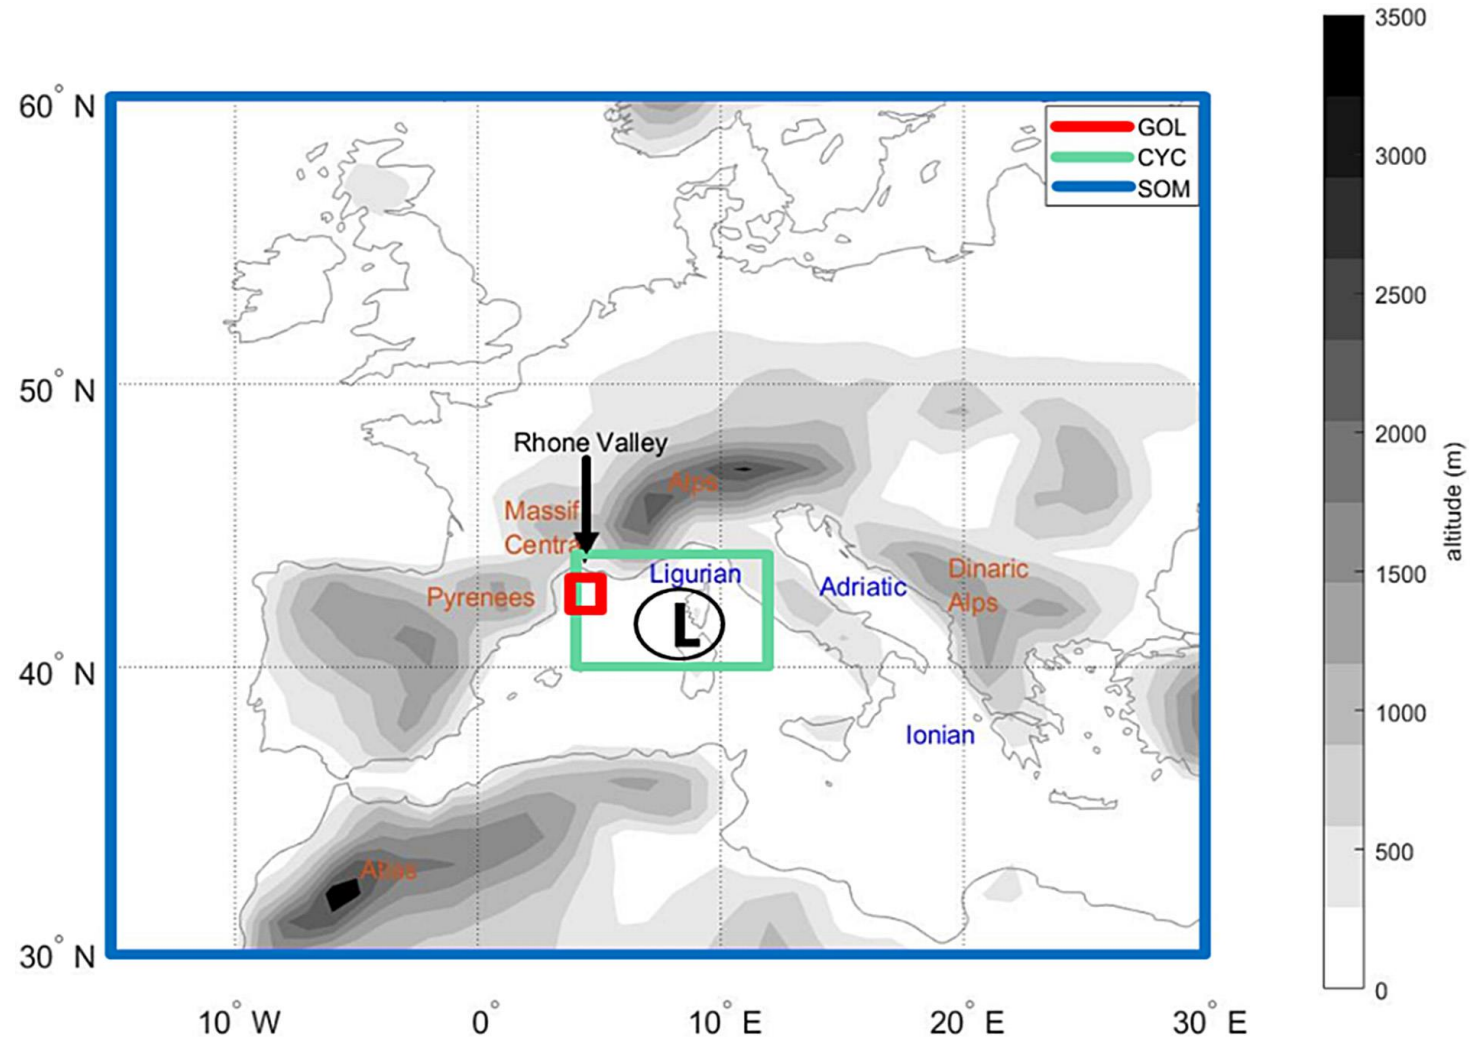 3500
60° N
GOL
CYC
SOM
3000
2500
50° N
2000
Rhone Valley
Alps
Massif
Central
altitude (m)
1500
Ligurian
Dinaric
Alps
Adriatic
Pyrenees
L
40° N
1000
Ionian
500
Atlas
30° N
0
10° W
0°
10° E
20° E
30° E